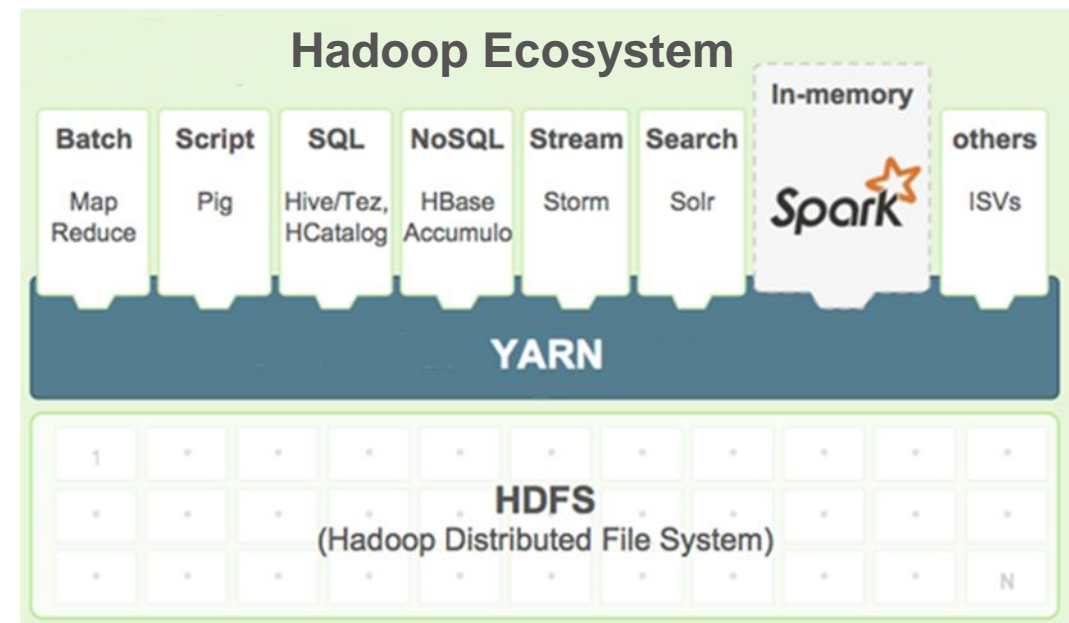 Hadoop Ecosystem
In-memory
Spark
Batch
Map
Reduce
Script
Pig
SQL
Hive/Tez,
HCatalog
NoSQL
HBase
Accumulo
Stream
Storm
Search
Solr
others
ISVs
YARN
1
HDFS
(Hadoop Distributed File System)
N